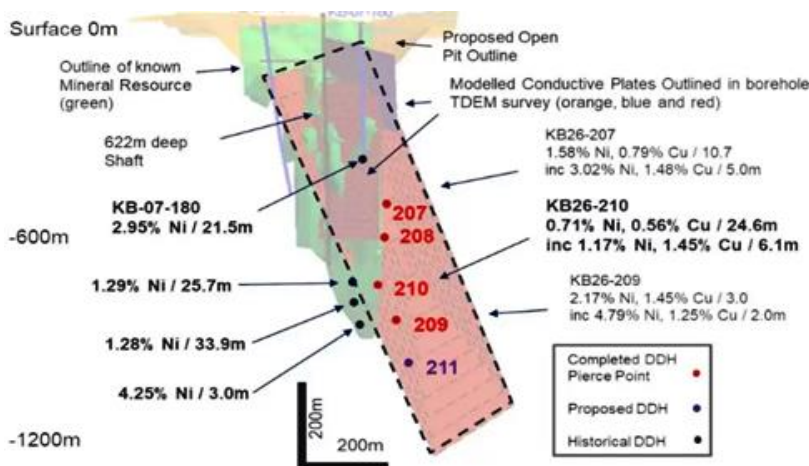 KB-07-180
Surface 0m
Proposed Open
Pit Outline
Outline of known
Mineral Resource
(green)
Modelled Conductive Plates Outlined in borehole
TDEM survey (orange, blue and red)
622m deep
Shaft
KB26-207
1.58% Ni, 0.79% Cu / 10.7
inc 3.02% Ni, 1.48% Cu / 5.0m
KB-07-180
2.95% Ni / 21.5m
207
KB26-210
0.71% Ni, 0.56% Cu / 24.6m
inc 1.17% Ni, 1.45% Cu / 6.1m
-600m
208
1.29% Ni / 25.7m
210
KB26-209
2.17% Ni, 1.45% Cu / 3.0
inc 4.79% Ni, 1.25% Cu / 2.0m
1.28% Ni / 33.9m
209
211
4.25% Ni / 3.0m
Completed DDH
Pierce Point
Proposed DDH
Historical DDH
200m
200m
-1200m